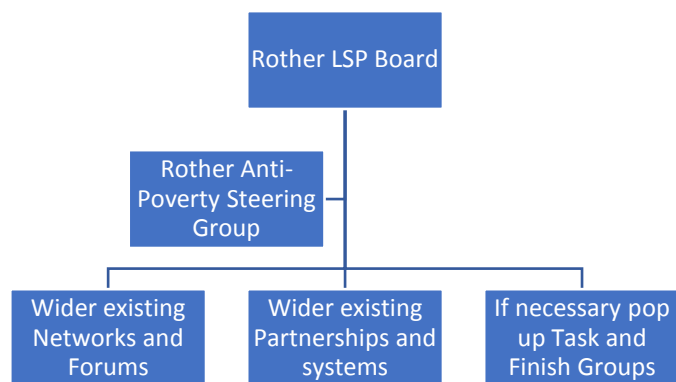 Rother LSP Board
Rother Anti-
Poverty Steering
Group
Wider existing
Networks and
Forums
Wider existing
Partnerships and
systems
If necessary pop
up Task and
Finish Groups